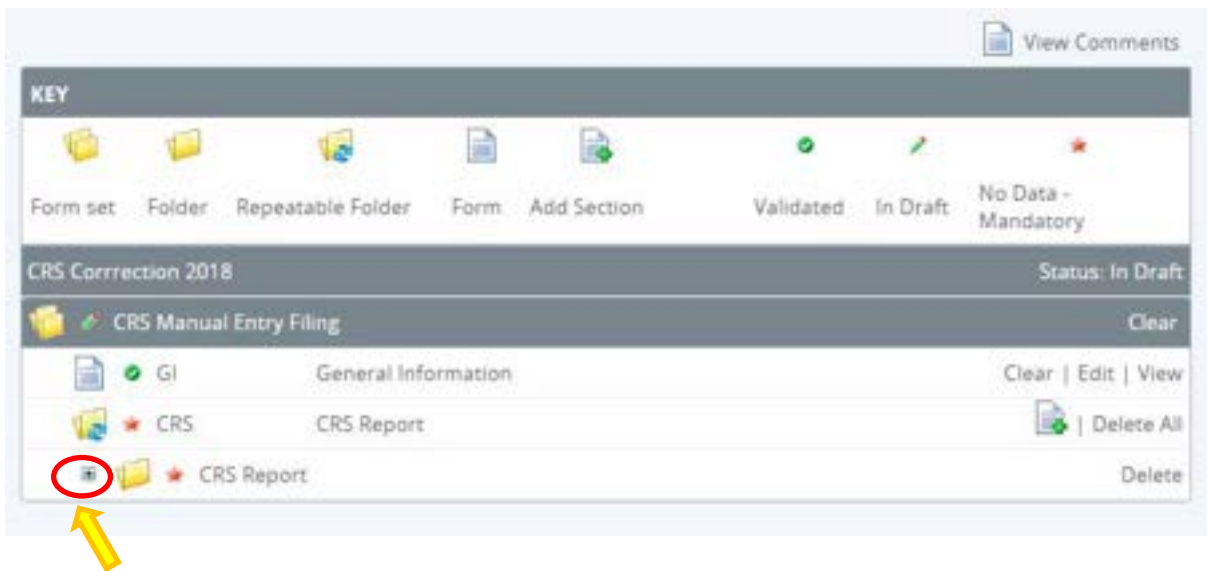 View Comments
KEY
Form set Folder Repeatable Folder Form Add Section Validated In Draft No Data -
Mandatory
CRS Corrrection 2018 Status: In Draft
CRS Manual Entry Filing Clear
GI General Information Clear | Edit | View
CRS CRS Report | Delete All
CRS Report Delete